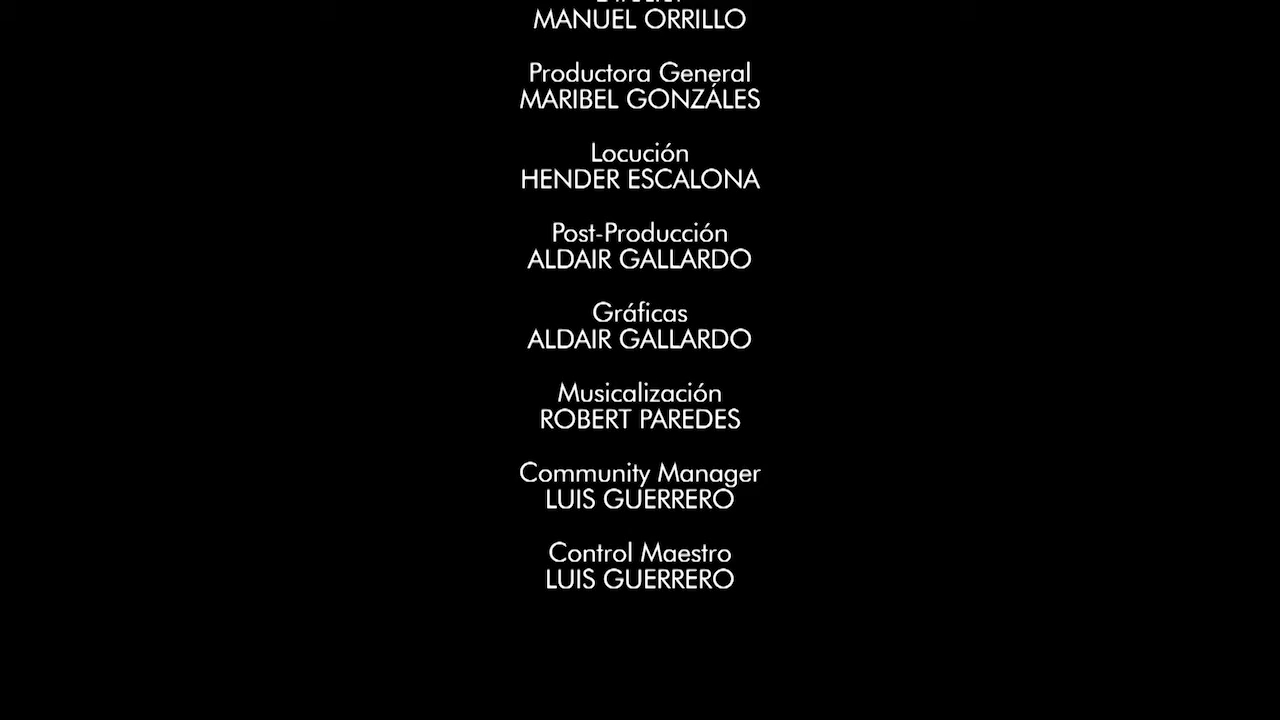 MANUEL ORRILLO
Productora General
MARIBEL GONZÁLES
Locución
HENDER ESCALONA
Post-Producción
ALDAIR GALLARDO
Gráficas
ALDAIR GALLARDO
Musicalización
ROBERT PAREDES
Community Manager
LUIS GUERRERO
Control Maestro
LUIS GUERRERO